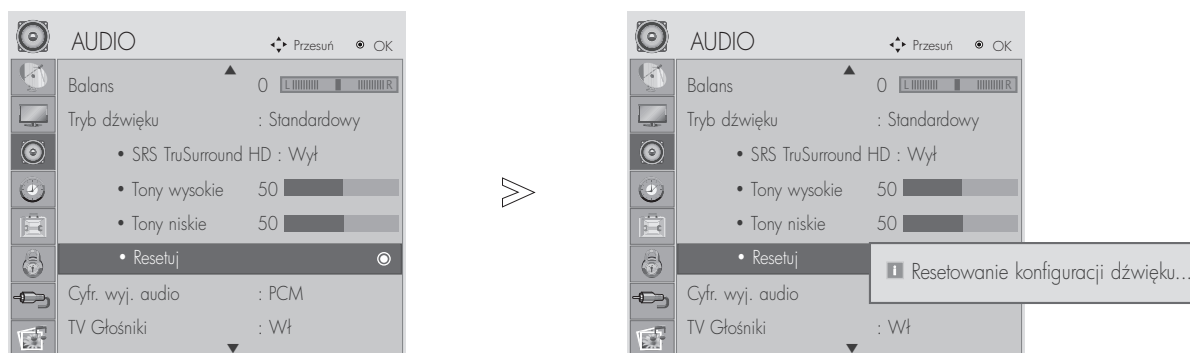 AUDIO
Przesuń OK
Balans 0 L R
Tryb dźwięku : Standardowy
• SRS TruSurround HD : Wył
• Tony wysokie 50
• Tony niskie 50
• Resetuj
Cyfr. wyj. audio : PCM
TV Głośniki : Wł
AUDIO
Przesuń OK
Balans 0 L R
Tryb dźwięku : Standardowy
• SRS TruSurround HD : Wył
• Tony wysokie 50
• Tony niskie 50
• Resetuj
Resetowanie konfiguracji dźwięku...
Cyfr. wyj. audio
TV Głośniki : Wł